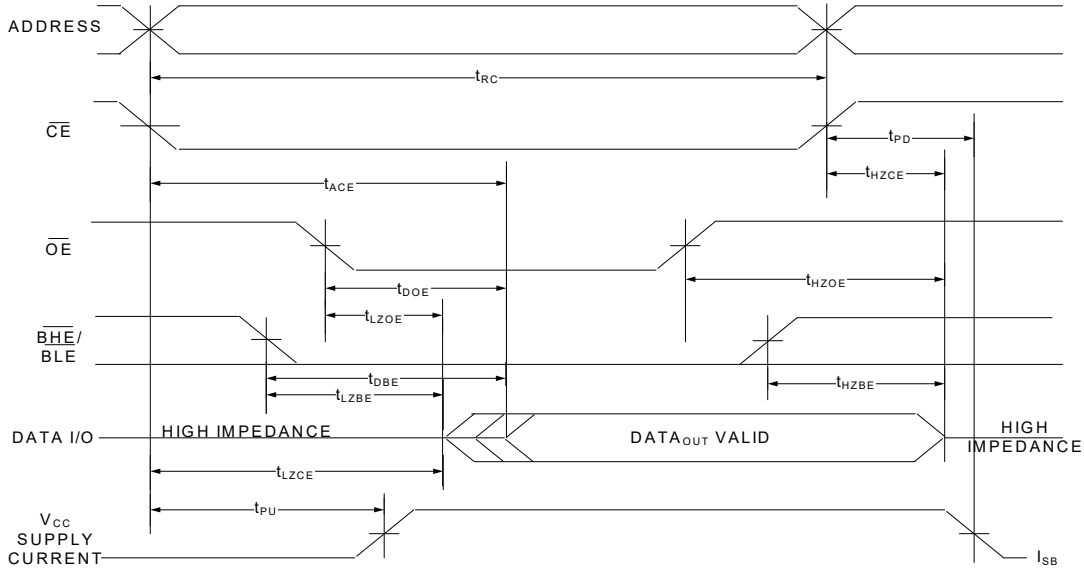 ADDRESS
tRC
CE
tPD
tHZCE
tACE
OE
tDOE
tHZOE
tLZOE
BHE/
BLE
tDBE
tHZBE
tLZBE
DATA I/O
HIGH IMPEDANCE
DATAOUT VALID
HIGH
IMPEDANCE
tLZCE
tPU
VCC
SUPPLY
CURRENT
ISB